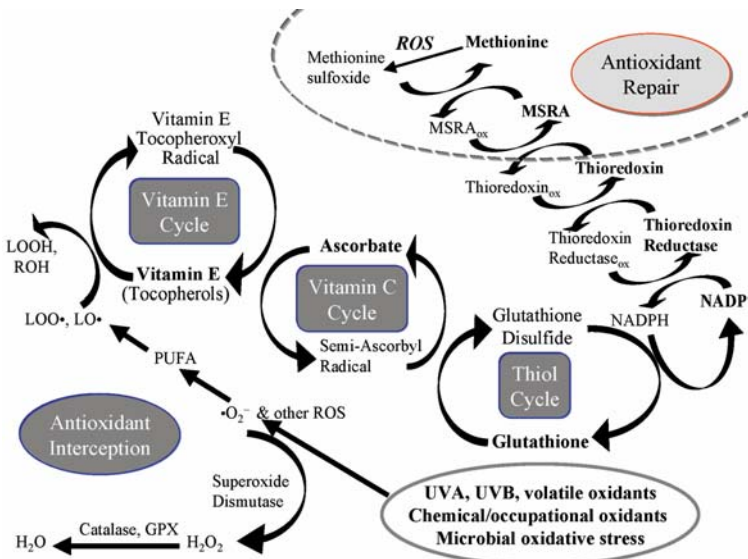 ROS
Methionine
Methionine
sulfoxide
Antioxidant
Repair
MSRA
MSRAox
Vitamin E
Tocopheroxyl
Radical
Vitamin E
Cycle
Vitamin E
(Tocopherols)
LOOH,
ROH
LOO•, LO•
PUFA
Thioredoxin
Thioredoxinox
Thioredoxin
Reductase
Thioredoxin
Reductaseox
NADP
NADPH
Ascorbate
Vitamin C
Cycle
Semi-Ascorbyl
Radical
Glutathione
Disulfide
Thiol
Cycle
Glutathione
Antioxidant
Interception
•O2⁻ & other ROS
Superoxide
Dismutase
UVA, UVB, volatile oxidants
Chemical/occupational oxidants
Microbial oxidative stress
H2O
Catalase, GPX
H2O2